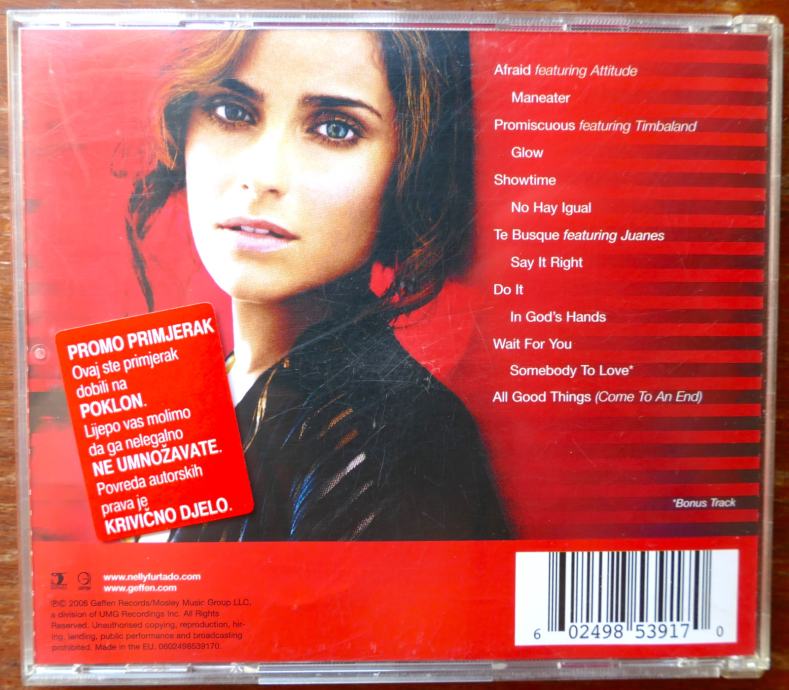 Afraid featuring Attitude
Maneater
Promiscuous featuring Timbaland
Glow
Showtime
No Hay Igual
Te Busque featuring Juanes
Say It Right
Do It
In God's Hands
Wait For You
Somebody To Love*
All Good Things (Come To An End)
*Bonus Track
PROMO PRIMJERAK
Ovaj ste primjerak
dobili na
POKLON.
Lijepo vas molimo
da ga nelegalno
NE UMNOŽAVATE.
Povreda autorskih
prava je
KRIVIČNO DJELO.
www.nellyfurtado.com
www.geffen.com
℗© 2006 Geffen Records/Mosley Music Group LLC,
a division of UMG Recordings Inc. All Rights
Reserved. Unauthorised copying, reproduction, hir-
ing, lending, public performance and broadcasting
prohibited. Made in the EU. 0602498539170.
6 02498 53917 0